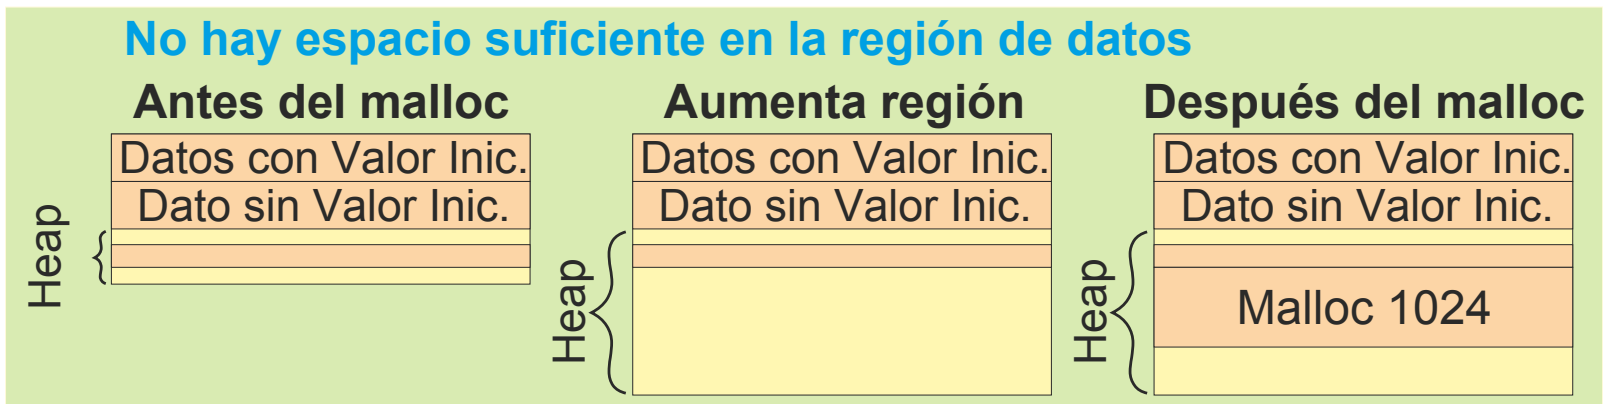 No hay espacio suficiente en la región de datos
Antes del malloc
Datos con Valor Inic.
Dato sin Valor Inic.
Heap
Aumenta región
Datos con Valor Inic.
Dato sin Valor Inic.
Heap
Después del malloc
Datos con Valor Inic.
Dato sin Valor Inic.
Heap
Malloc 1024